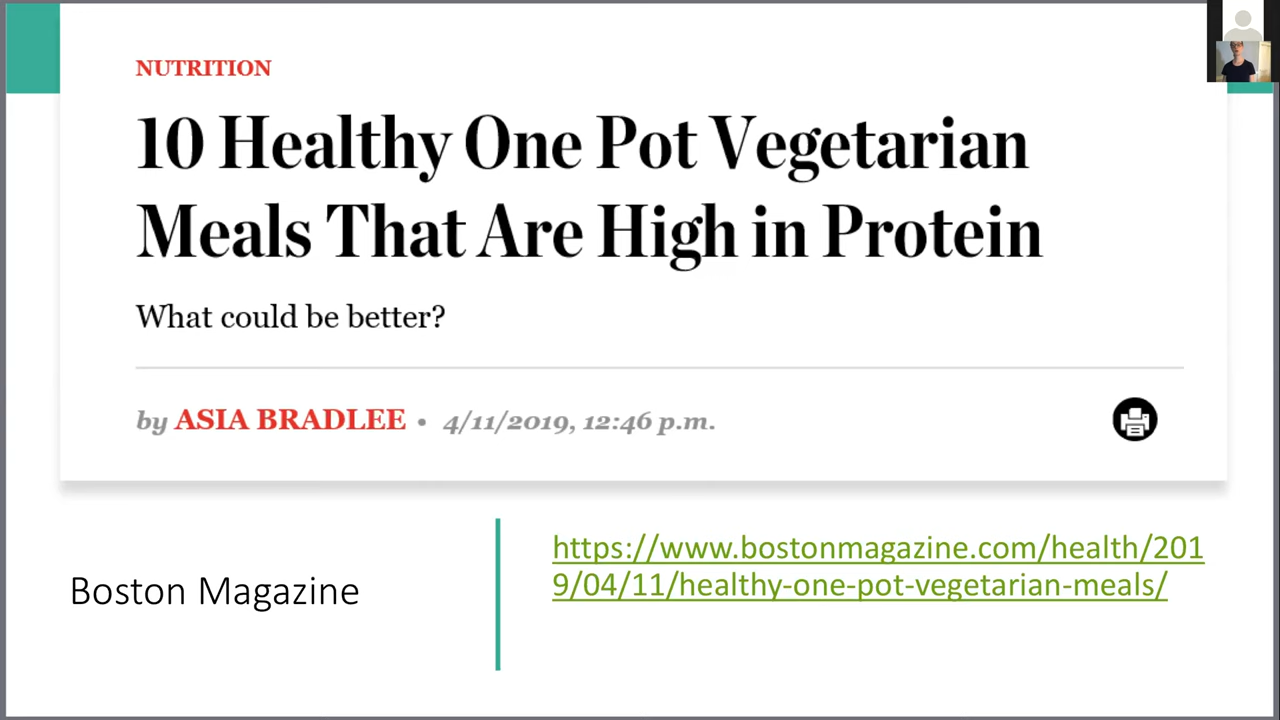 NUTRITION
10 Healthy One Pot Vegetarian
Meals That Are High in Protein
What could be better?
by ASIA BRADLEE • 4/11/2019, 12:46 p.m.
Boston Magazine
https://www.bostonmagazine.com/health/201
9/04/11/healthy-one-pot-vegetarian-meals/